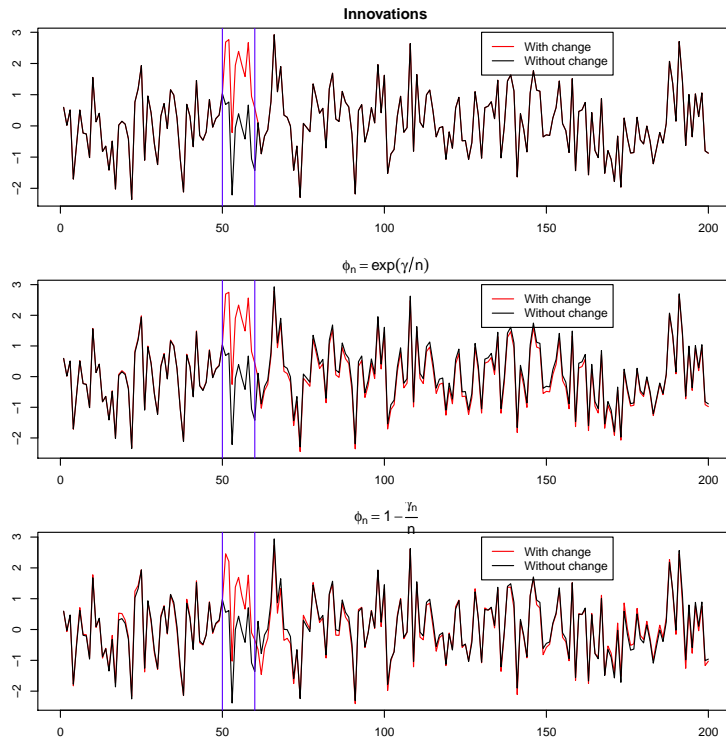 Innovations
3
2
1
0
−1
−2
With change
Without change
0 50 100 150 200
ϕn = exp(γ/n)
3
2
1
0
−1
−2
With change
Without change
0 50 100 150 200
ϕn = 1 − γn/n
3
2
1
0
−1
−2
With change
Without change
0 50 100 150 200